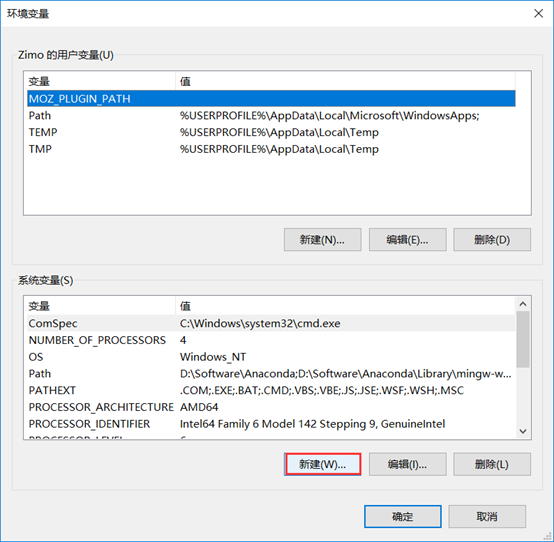 环境变量
Zimo 的用户变量(U)
变量 值
MOZ_PLUGIN_PATH
Path %USERPROFILE%\AppData\Local\Microsoft\WindowsApps;
TEMP %USERPROFILE%\AppData\Local\Temp
TMP %USERPROFILE%\AppData\Local\Temp
新建(N)... 编辑(E)... 删除(D)
系统变量(S)
变量 值
ComSpec C:\Windows\system32\cmd.exe
NUMBER_OF_PROCESSORS 4
OS Windows_NT
Path D:\Software\Anaconda;D:\Software\Anaconda\Library\mingw-w...
PATHEXT .COM;.EXE;.BAT;.CMD;.VBS;.VBE;.JS;.JSE;.WSF;.WSH;.MSC
PROCESSOR_ARCHITECTURE AMD64
PROCESSOR_IDENTIFIER Intel64 Family 6 Model 142 Stepping 9, GenuineIntel
新建(W)... 编辑(I)... 删除(L)
确定 取消